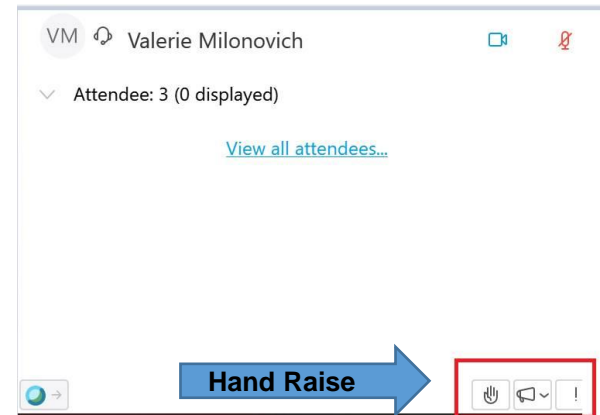 VM Valerie Milonovich
Attendee: 3 (0 displayed)
View all attendees...
Hand Raise